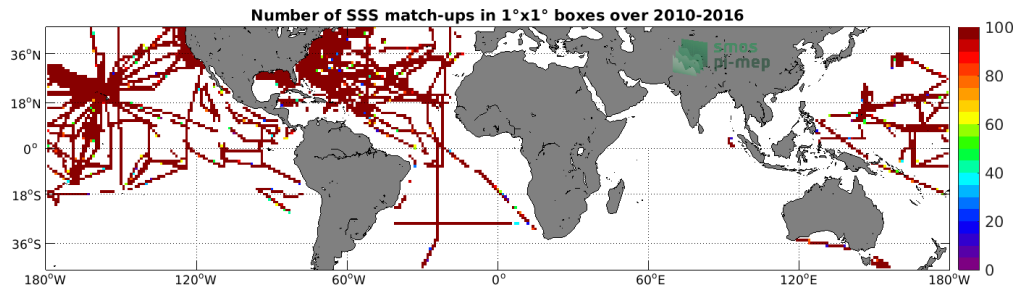 Number of SSS match-ups in 1°x1° boxes over 2010-2016
smos
pi-mep
36°N
18°N
0°
18°S
36°S
180°W
120°W
60°W
0°
60°E
120°E
180°W
100
80
60
40
20
0